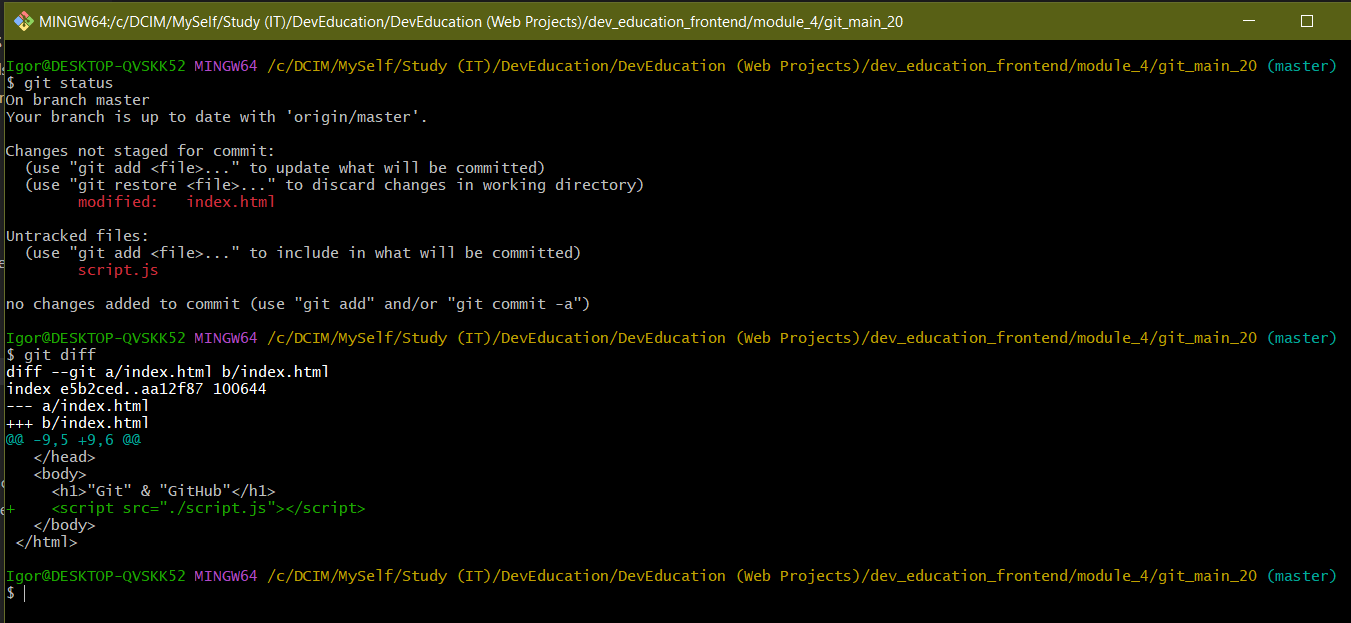 MINGW64:/c/DCIM/MySelf/Study (IT)/DevEducation/DevEducation (Web Projects)/dev_education_frontend/module_4/git_main_20
Igor@DESKTOP-QVSKK52 MINGW64 /c/DCIM/MySelf/Study (IT)/DevEducation/DevEducation (Web Projects)/dev_education_frontend/module_4/git_main_20 (master)
$ git status
On branch master
Your branch is up to date with 'origin/master'.
Changes not staged for commit:
  (use "git add <file>..." to update what will be committed)
  (use "git restore <file>..." to discard changes in working directory)
        modified:   index.html
Untracked files:
  (use "git add <file>..." to include in what will be committed)
        script.js
no changes added to commit (use "git add" and/or "git commit -a")
Igor@DESKTOP-QVSKK52 MINGW64 /c/DCIM/MySelf/Study (IT)/DevEducation/DevEducation (Web Projects)/dev_education_frontend/module_4/git_main_20 (master)
$ git diff
diff --git a/index.html b/index.html
index e5b2ced..aa12f87 100644
--- a/index.html
+++ b/index.html
@@ -9,5 +9,6 @@
   </head>
   <body>
     <h1>"Git" & "GitHub"</h1>
+    <script src="./script.js"></script>
   </body>
 </html>
Igor@DESKTOP-QVSKK52 MINGW64 /c/DCIM/MySelf/Study (IT)/DevEducation/DevEducation (Web Projects)/dev_education_frontend/module_4/git_main_20 (master)
$